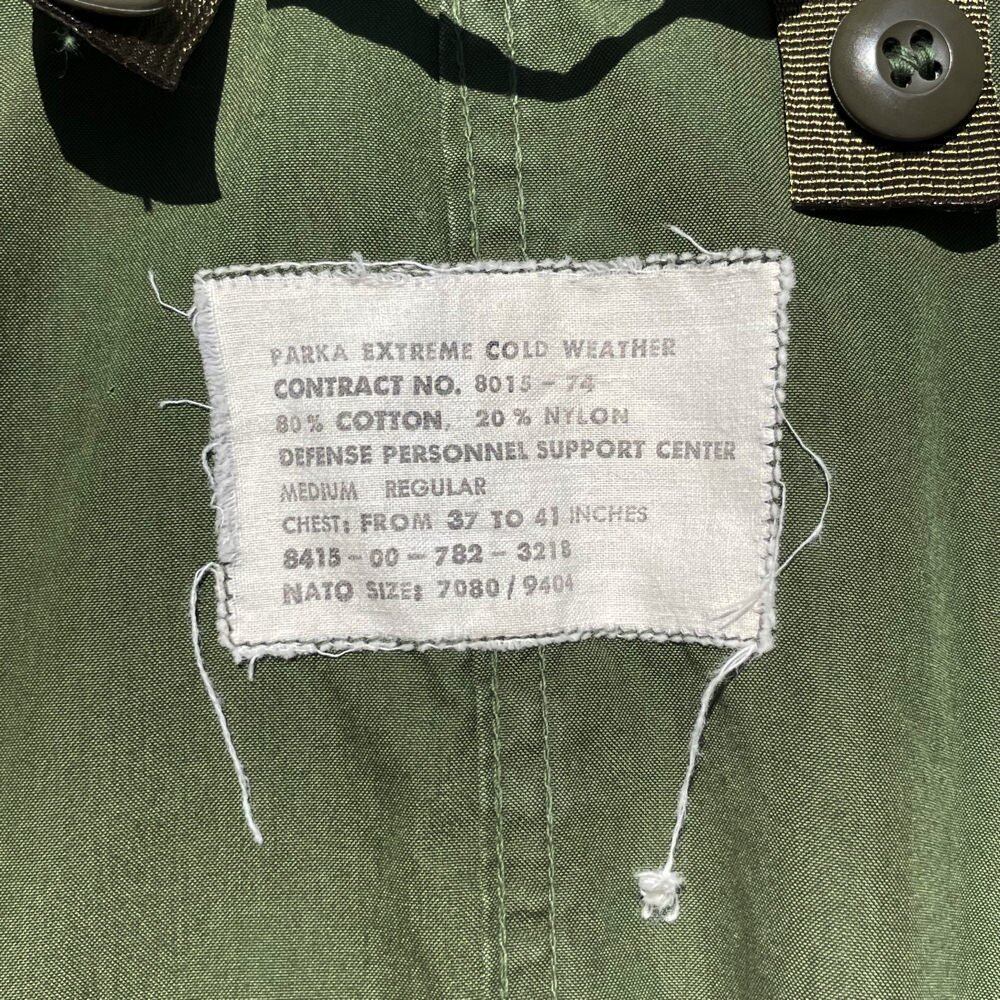 PARKA EXTREME COLD WEATHER
CONTRACT NO. 8015-74
80% COTTON, 20% NYLON
DEFENSE PERSONNEL SUPPORT CENTER
MEDIUM REGULAR
CHEST: FROM 37 TO 41 INCHES
8415-00-782-3218
NATO SIZE: 7080/9404